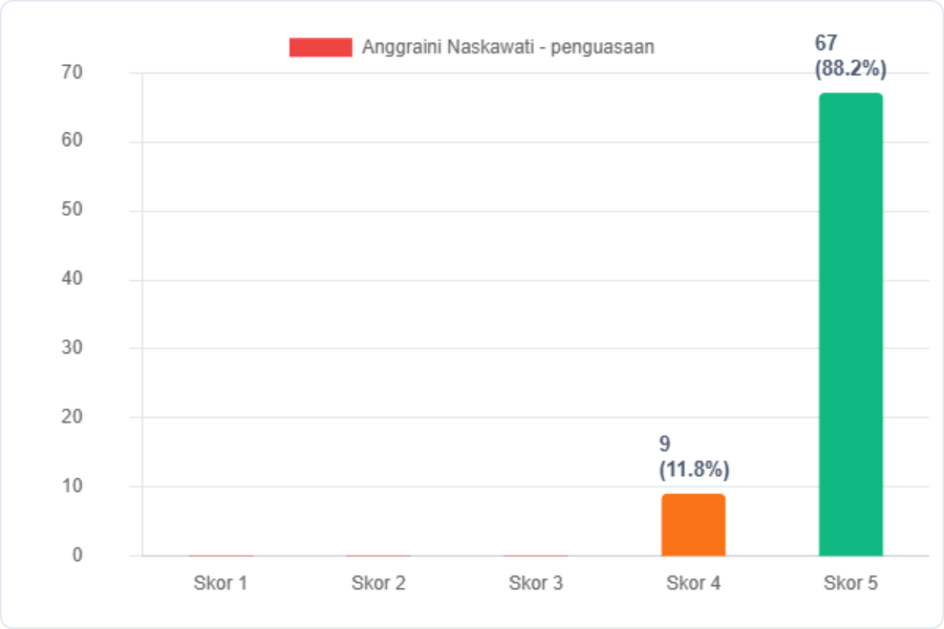 Anggraini Naskawati - penguasaan
67
(88.2%)
70
60
50
40
30
20
10
0
9
(11.8%)
Skor 1
Skor 2
Skor 3
Skor 4
Skor 5